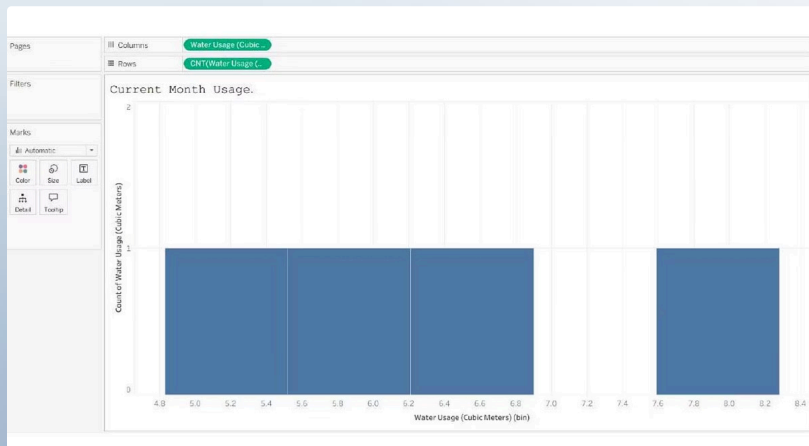 Pages
Columns
Water Usage (Cubic ..
Rows
CNT(Water Usage (..
Filters
Current Month Usage.
Marks
Automatic
Color
Size
Label
Detail
Tooltip
Count of Water Usage (Cubic Meters)
2
1
0
4.8 5.0 5.2 5.4 5.6 5.8 6.0 6.2 6.4 6.6 6.8 7.0 7.2 7.4 7.6 7.8 8.0 8.2 8.4
Water Usage (Cubic Meters) (bin)